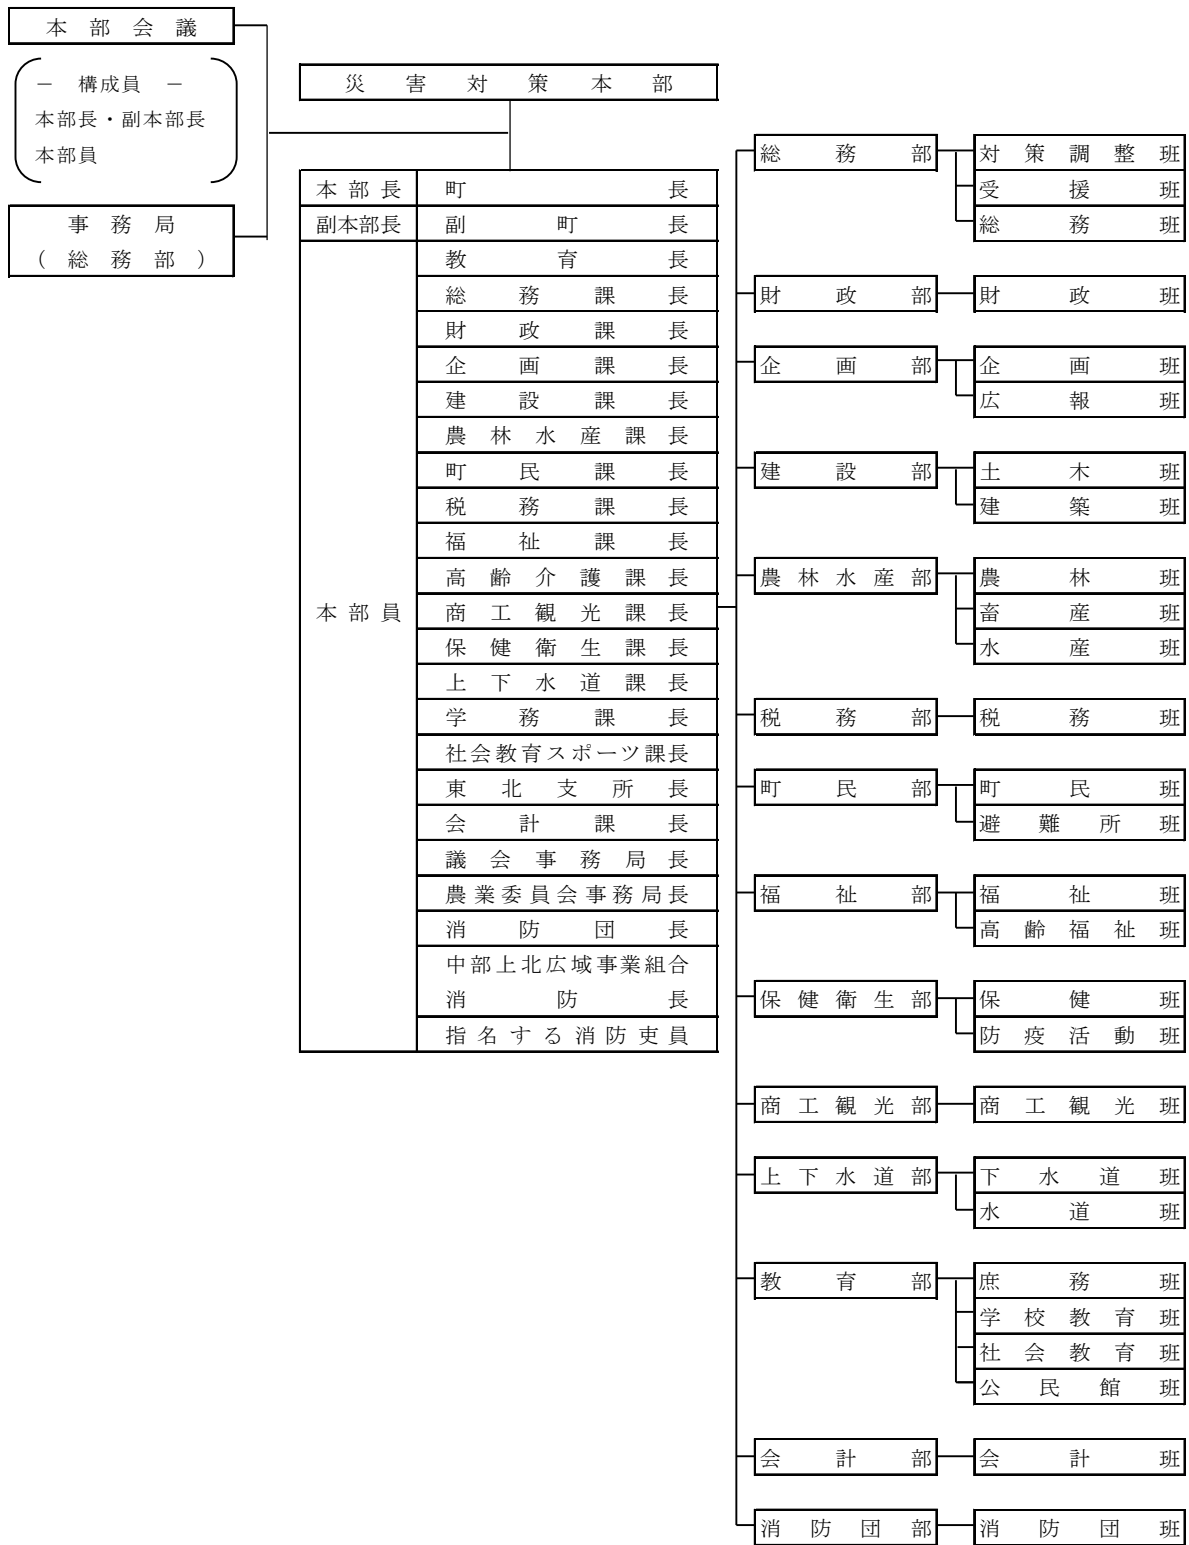 本部会議
－ 構成員 －
本部長・副本部長
本部員
事務局
（総務部）
災害対策本部
本部長 町長
副本部長 副町長
本部員
教育長
総務課長
財政課長
企画課長
建設課長
農林水産課長
町民課長
税務課長
福祉課長
高齢介護課長
商工観光課長
保健衛生課長
上下水道課長
学務課長
社会教育スポーツ課長
東北支所長
会計課長
議会事務局長
農業委員会事務局長
消防団長
中部上北広域事業組合
消防長
指名する消防吏員
総務部 対策調整班
受援班
総務班
財政部 財政班
企画部 企画班
広報班
建設部 土木班
建築班
農林水産部 農林班
畜産班
水産班
税務部 税務班
町民部 町民班
避難所班
福祉部 福祉班
高齢福祉班
保健衛生部 保健班
防疫活動班
商工観光部 商工観光班
上下水道部 下水道班
水道班
教育部 庶務班
学校教育班
社会教育班
公民館班
会計部 会計班
消防団部 消防団班